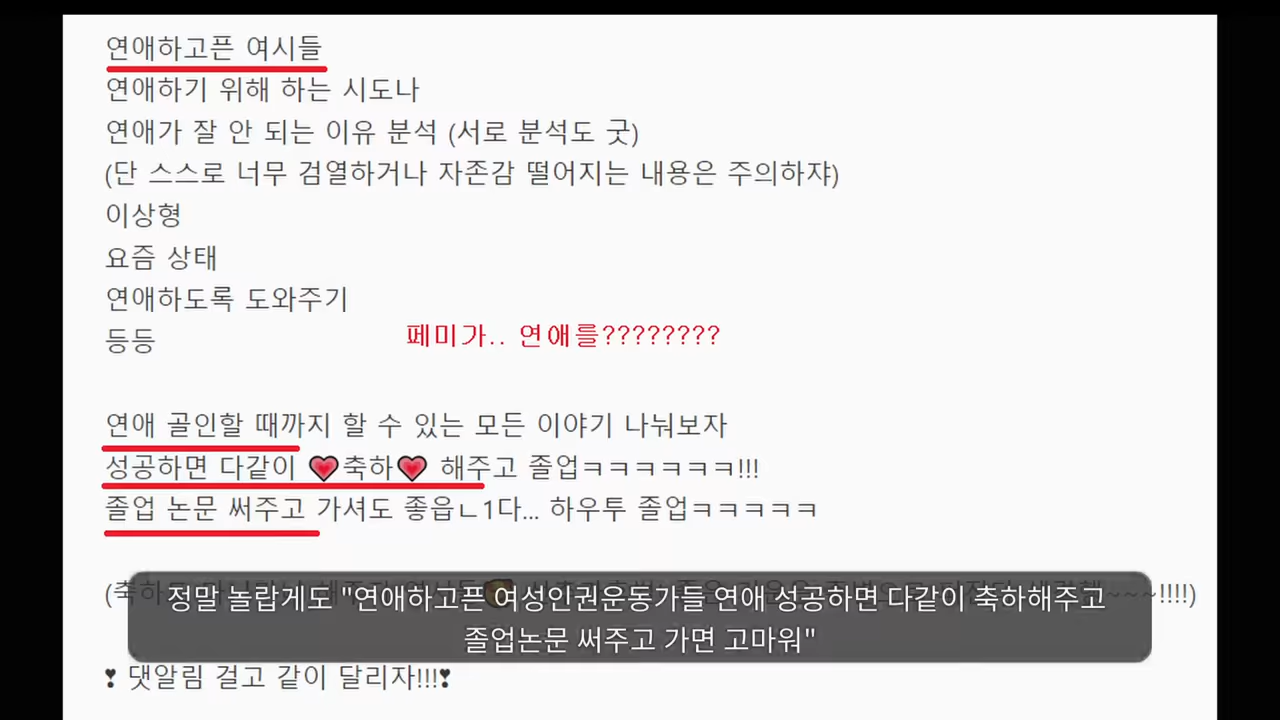 연애하고픈 여시들
연애하기 위해 하는 시도나
연애가 잘 안 되는 이유 분석 (서로 분석도 굿)
(단 스스로 너무 검열하거나 자존감 떨어지는 내용은 주의하쟈)
이상형
요즘 상태
연애하도록 도와주기
등등
페미가.. 연애를????????
연애 골인할 때까지 할 수 있는 모든 이야기 나눠보자
성공하면 다같이 💗축하💗 해주고 졸업ㅋㅋㅋㅋㅋㅋ!!!
졸업 논문 써주고 가셔도 좋읍ㄴ1다... 하우투 졸업ㅋㅋㅋㅋㅋ
~~~!!!!)
정말 놀랍게도 "연애하고픈 여성인권운동가들 연애 성공하면 다같이 축하해주고
졸업논문 써주고 가면 고마워"
❣ 댓알림 걸고 같이 달리자!!!❣